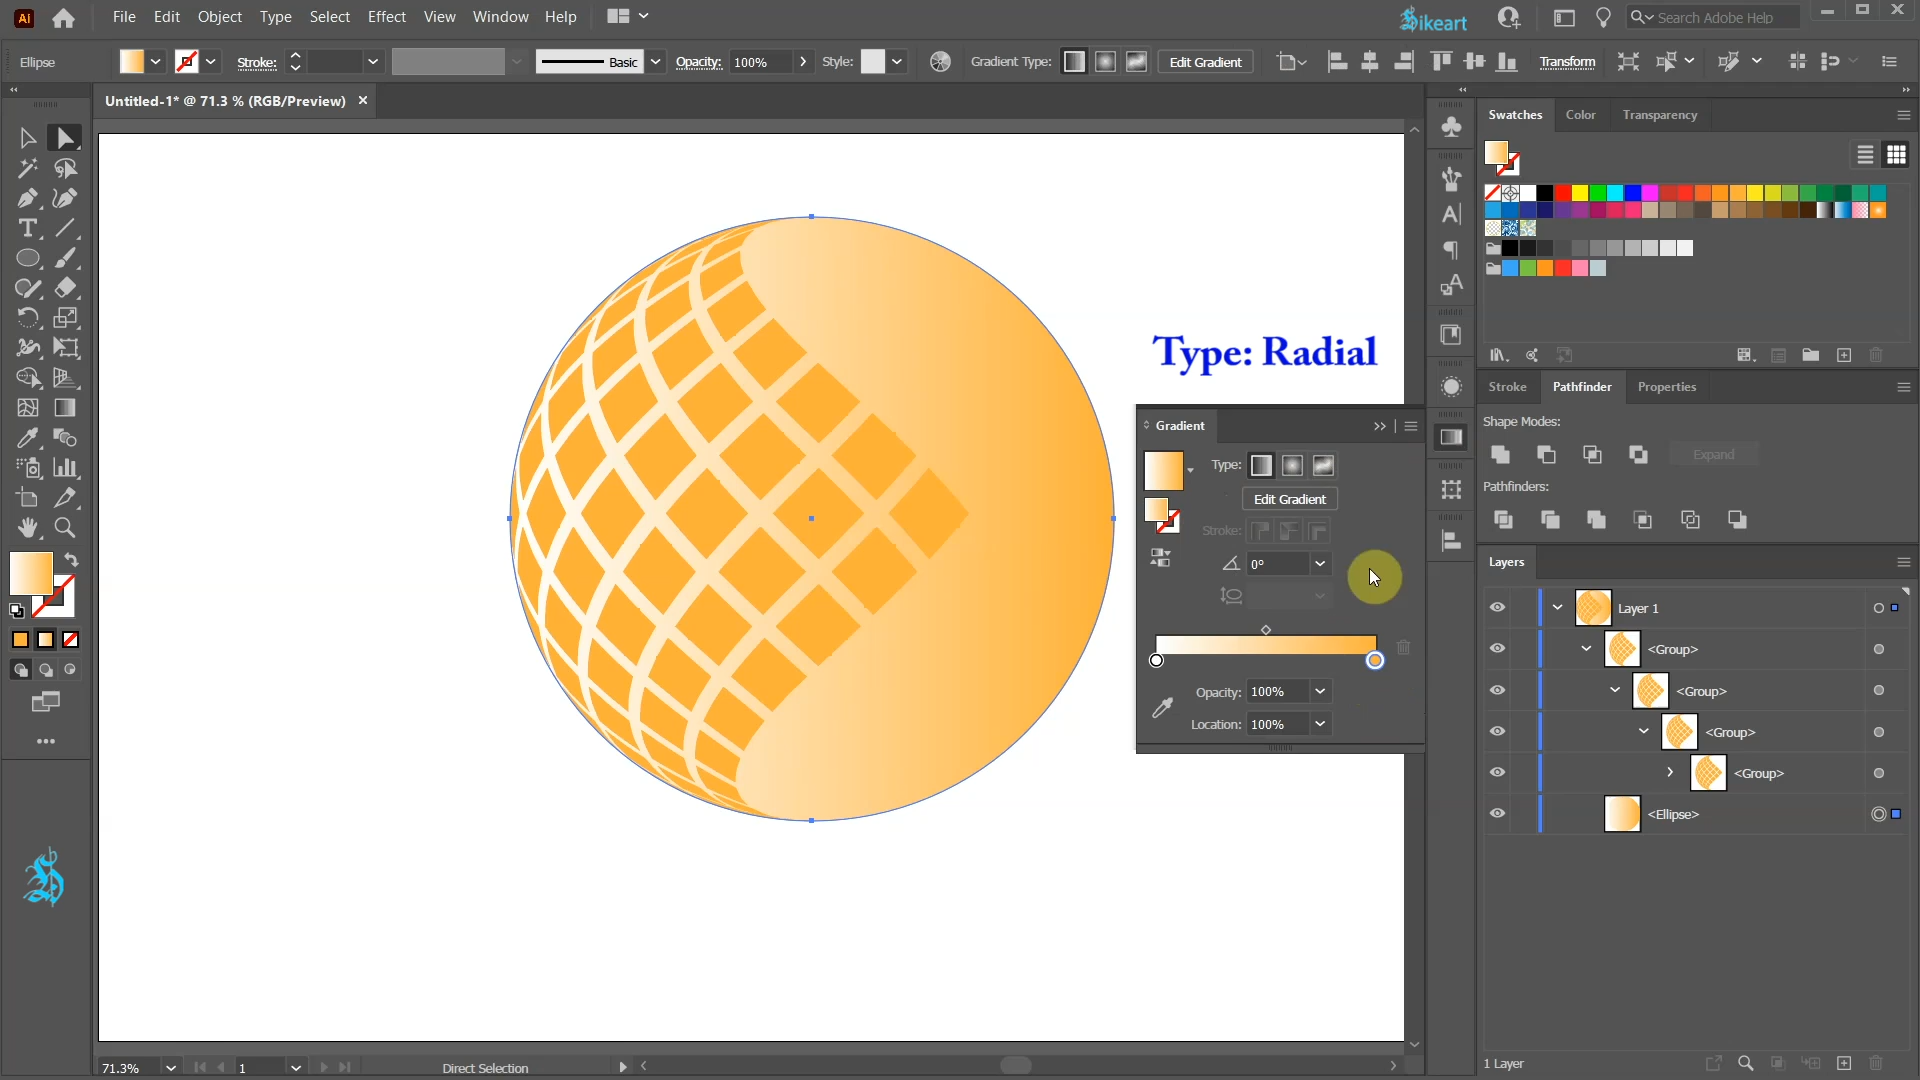 Ai File Edit Object Type Select Effect View Window Help Sikeart Search Adobe Help
Ellipse Stroke: Basic Opacity: 100% Style: Gradient Type: Edit Gradient Transform
Untitled-1* @ 71.3 % (RGB/Preview)
Swatches Color Transparency
Type: Radial
Stroke Pathfinder Properties
Shape Modes:
Expand
Pathfinders:
Gradient
Type:
Edit Gradient
Stroke:
0°
Opacity: 100%
Location: 100%
Layers
Layer 1
<Group>
<Group>
<Group>
<Group>
<Ellipse>
1 Layer
71.3% 1 Direct Selection